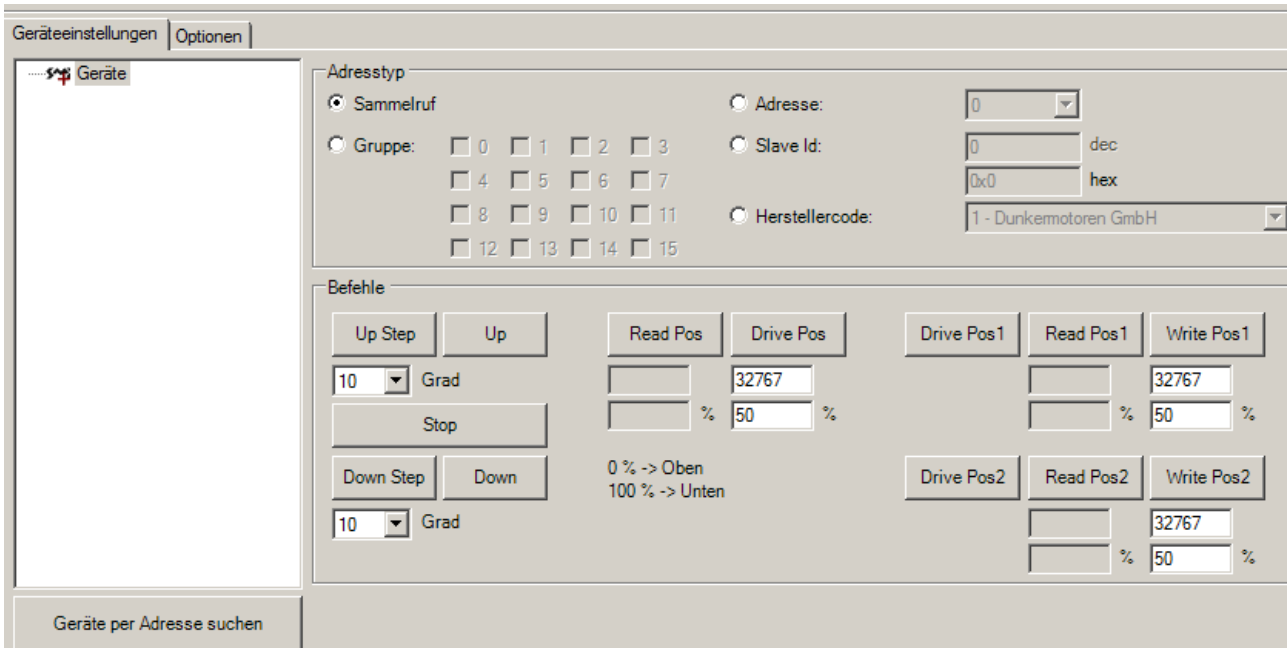 Geräteeinstellungen Optionen
Geräte
Adresstyp
Sammelruf Adresse: 0
Gruppe: 0 1 2 3 Slave Id: 0 dec
4 5 6 7 0x0 hex
8 9 10 11 Herstellercode: 1 - Dunkermotoren GmbH
12 13 14 15
Befehle
Up Step Up Read Pos Drive Pos Drive Pos1 Read Pos1 Write Pos1
10 Grad 32767 32767
% 50 % % 50 %
Stop
0 % -> Oben
100 % -> Unten
Down Step Down Drive Pos2 Read Pos2 Write Pos2
10 Grad 32767
% 50 %
Geräte per Adresse suchen